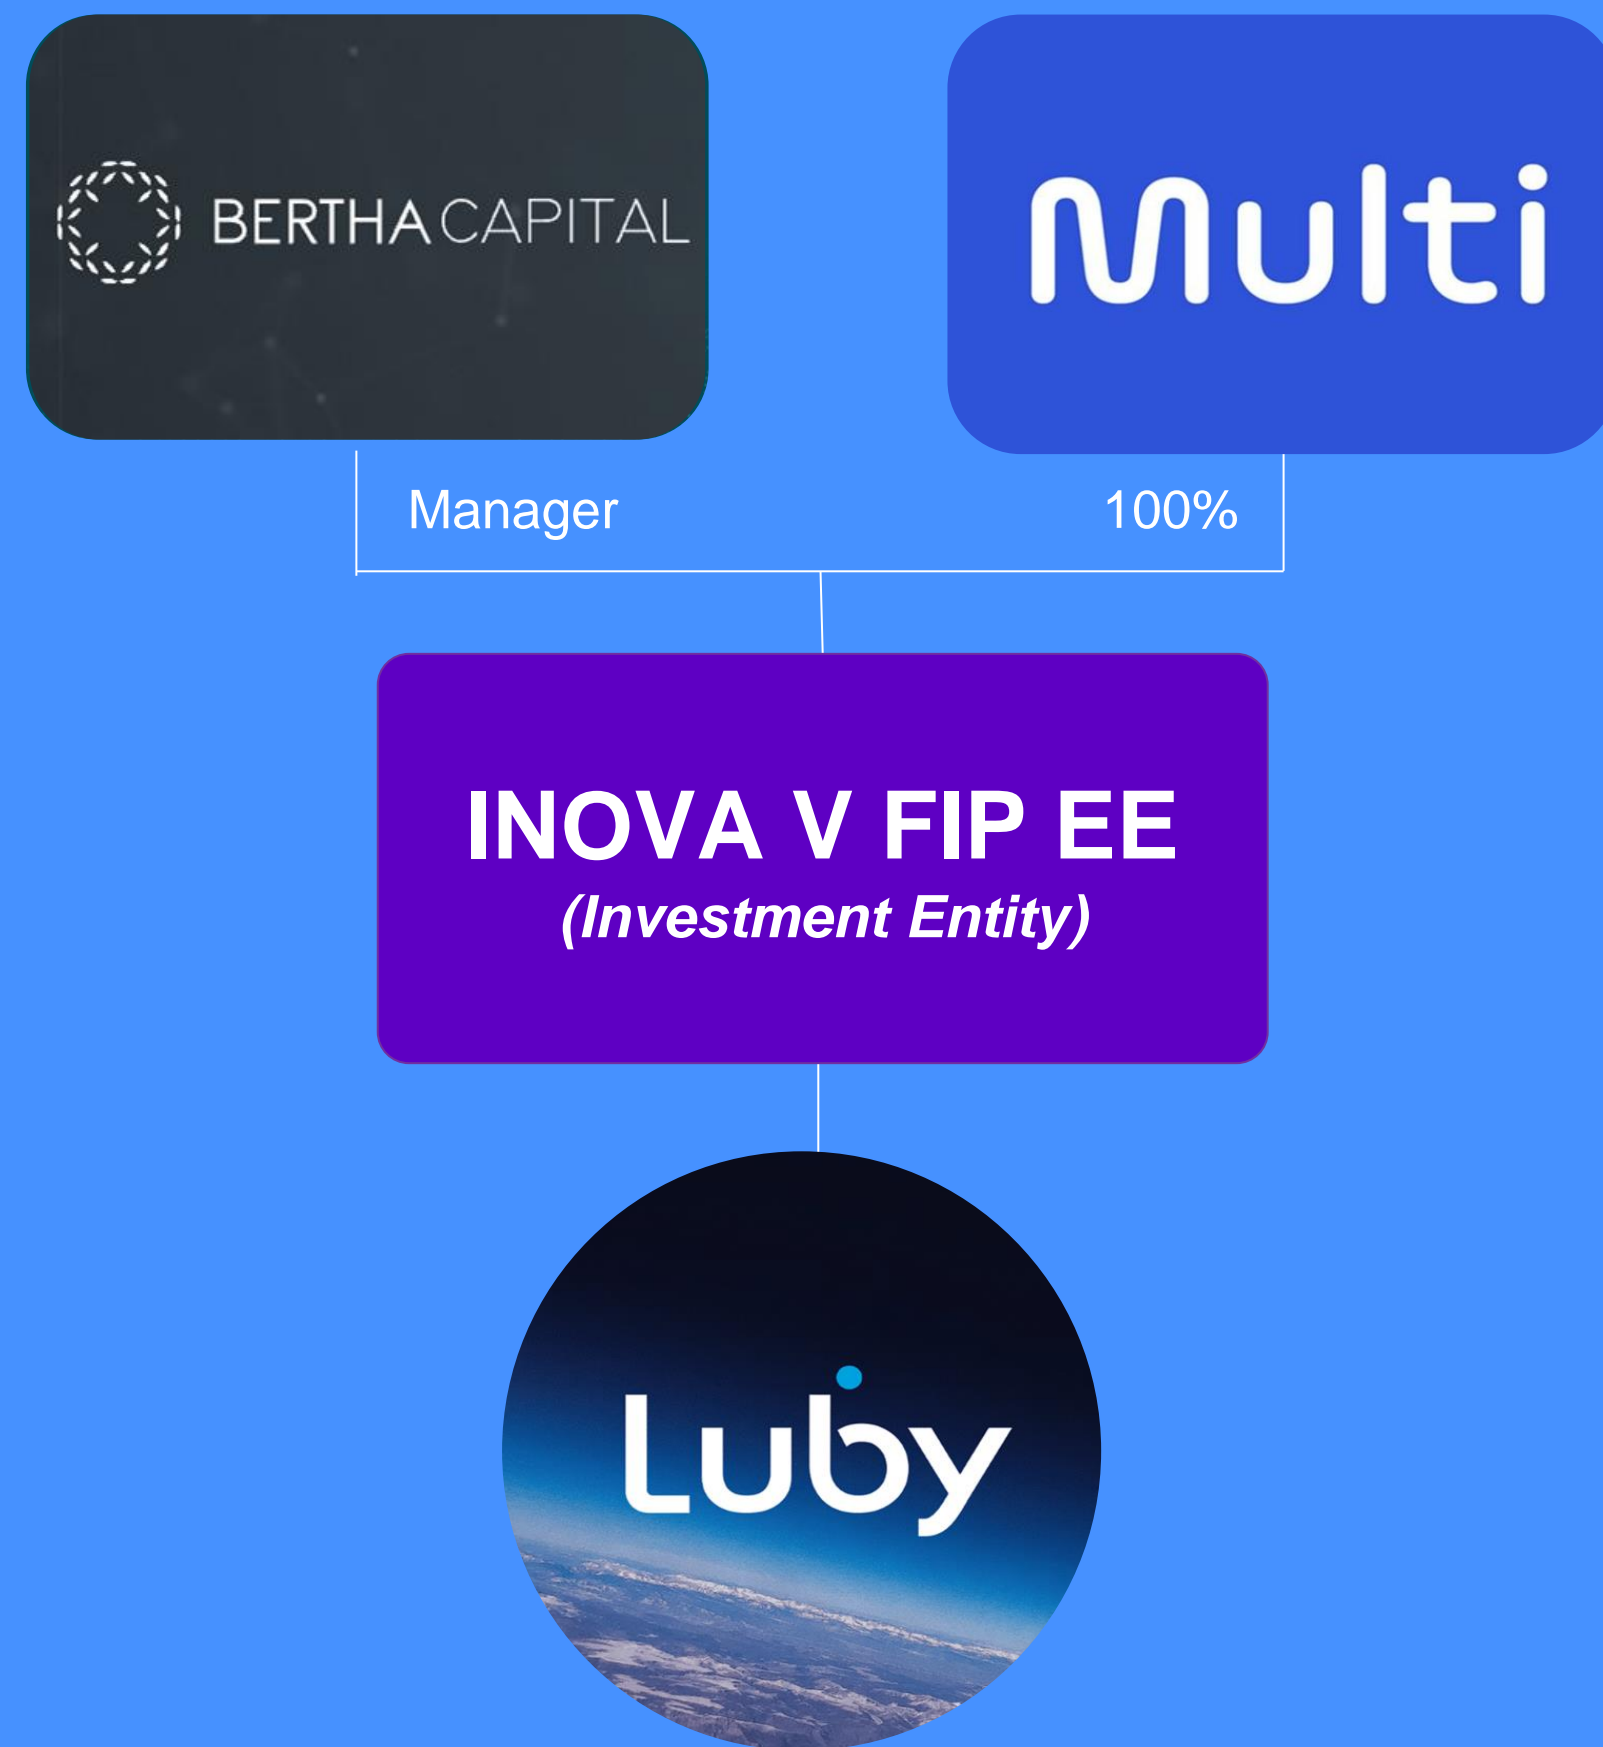 BERTHA CAPITAL
Multi
Manager
100%
INOVA V FIP EE
(Investment Entity)
Luby